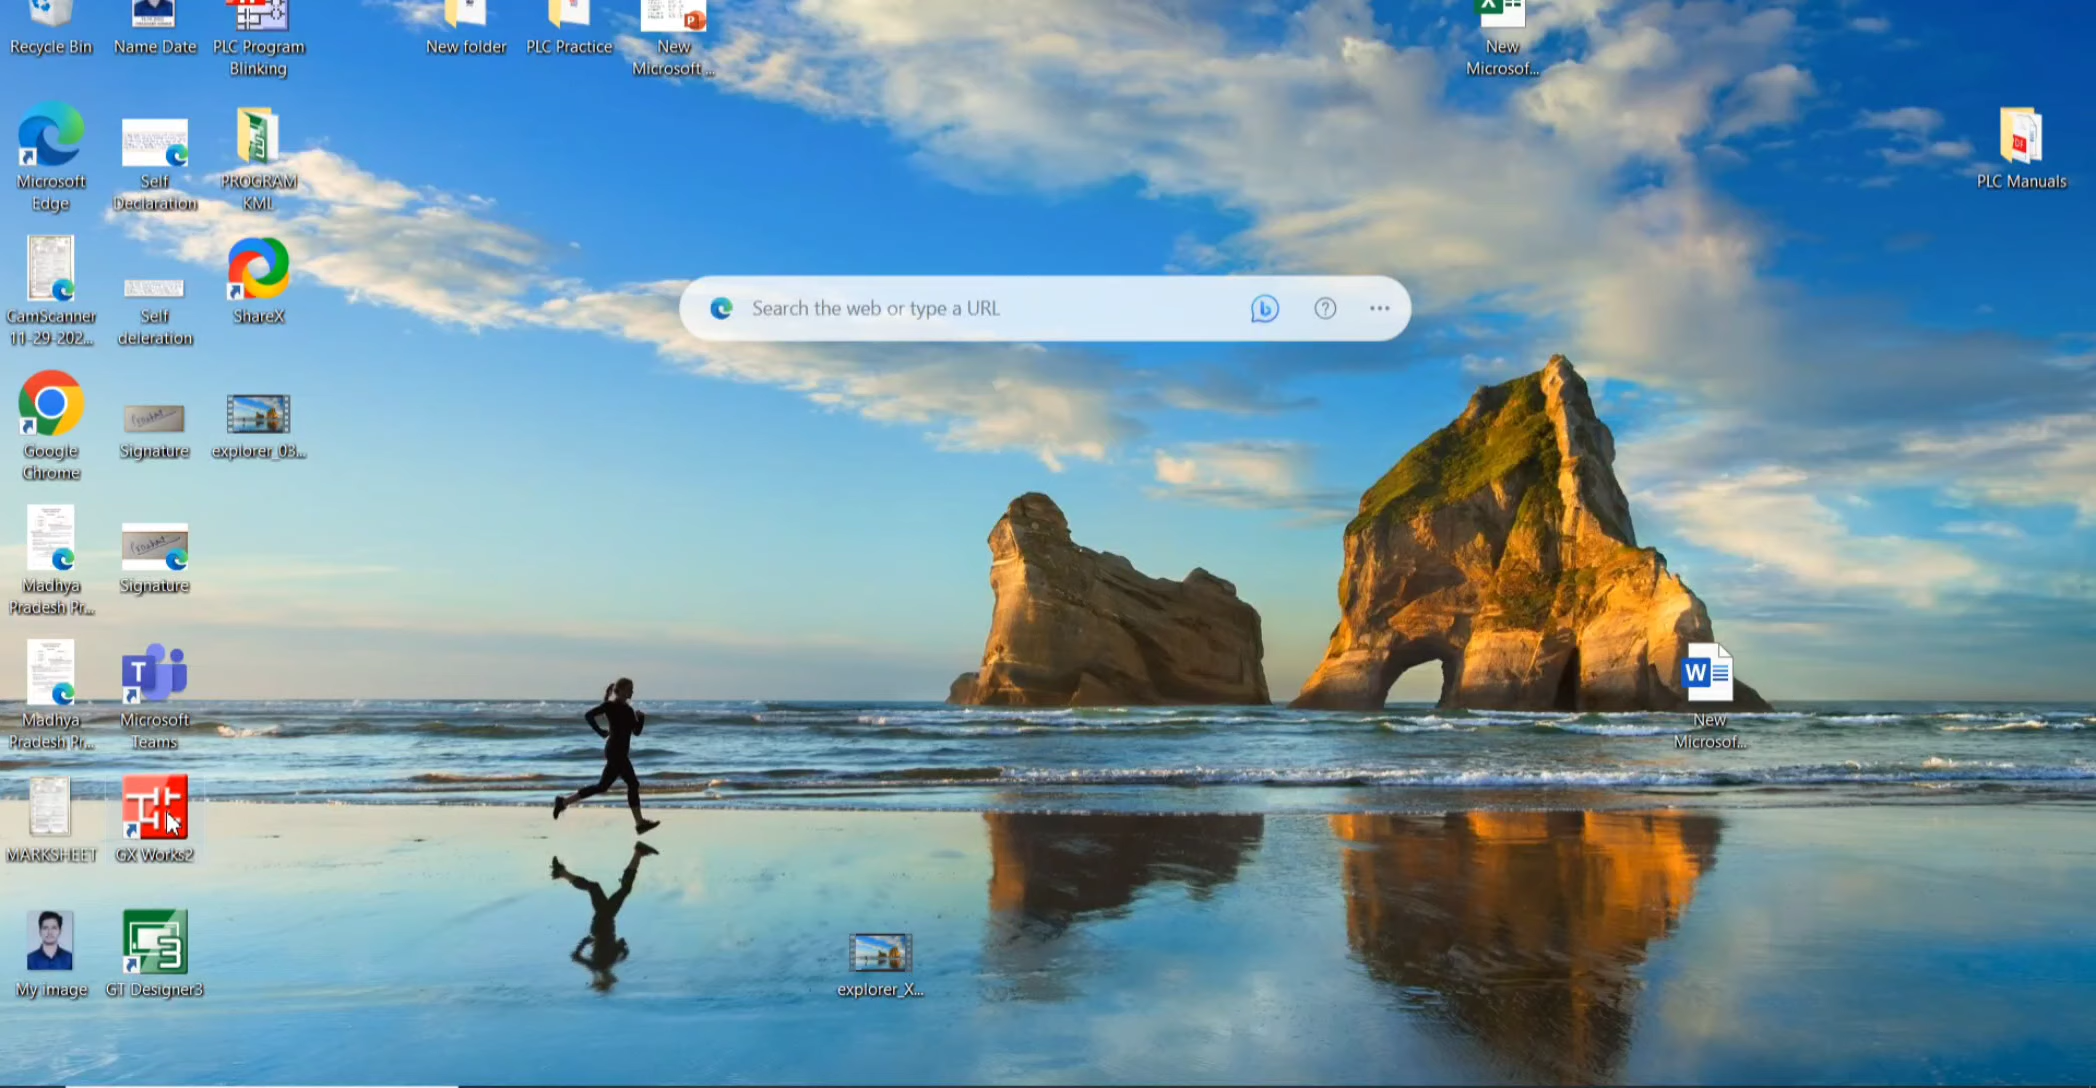 Recycle Bin
Name Date
PLC Program
Blinking
New folder
PLC Practice
New
Microsoft ...
New
Microsof...
Microsoft
Edge
Self
Declaration
PROGRAM
KML
PLC Manuals
CamScanner
11-29-202...
Self
deleration
ShareX
Search the web or type a URL
Google
Chrome
Signature
explorer_03...
Madhya
Pradesh Pr...
Signature
Madhya
Pradesh Pr...
Microsoft
Teams
New
Microsof...
MARKSHEET
GX Works2
My image
GT Designer3
explorer_X...